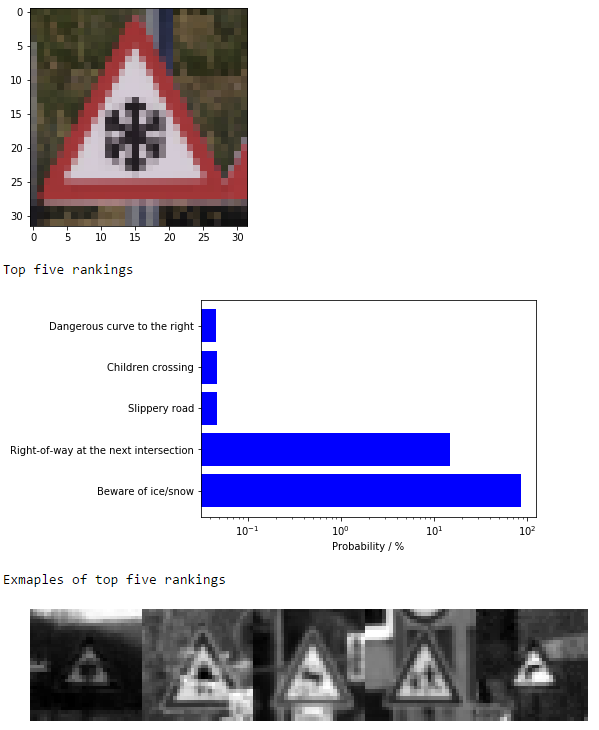 0
5
10
15
20
25
30
0 5 10 15 20 25 30
Top five rankings
Dangerous curve to the right
Children crossing
Slippery road
Right-of-way at the next intersection
Beware of ice/snow
10⁻¹ 10⁰ 10¹ 10²
Probability / %
Exmaples of top five rankings